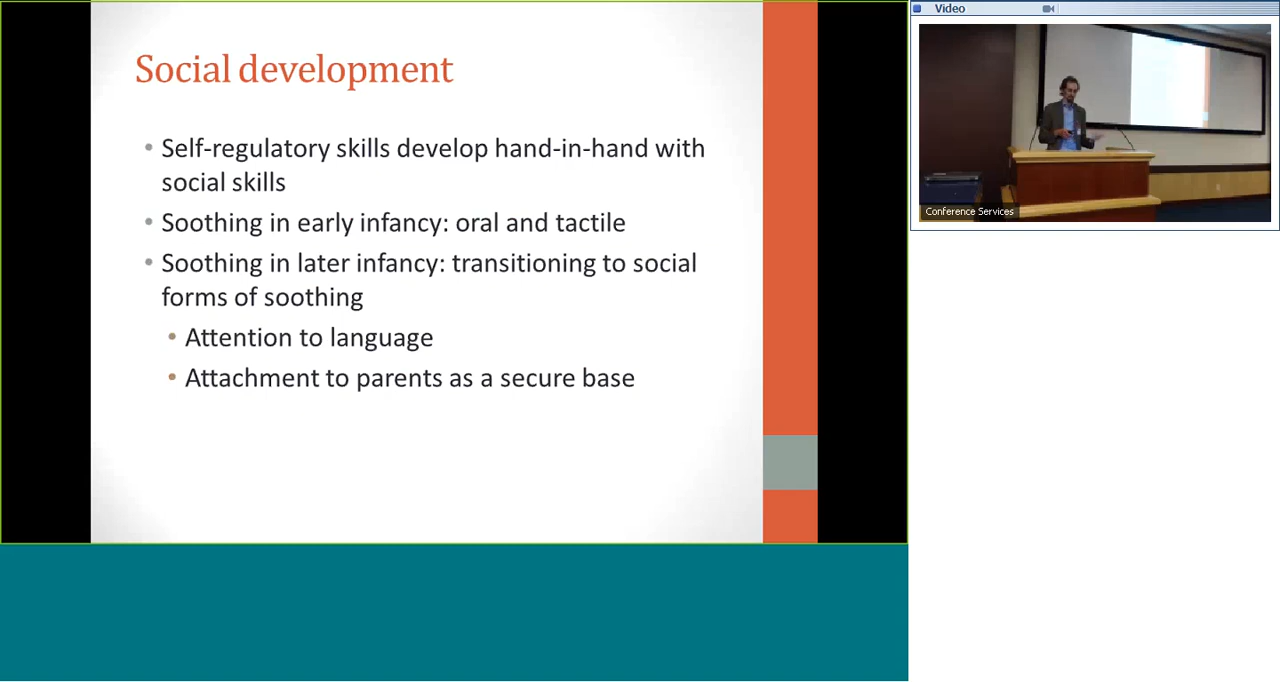 Social development
• Self-regulatory skills develop hand-in-hand with
social skills
• Soothing in early infancy: oral and tactile
• Soothing in later infancy: transitioning to social
forms of soothing
• Attention to language
• Attachment to parents as a secure base
Video
Conference Services